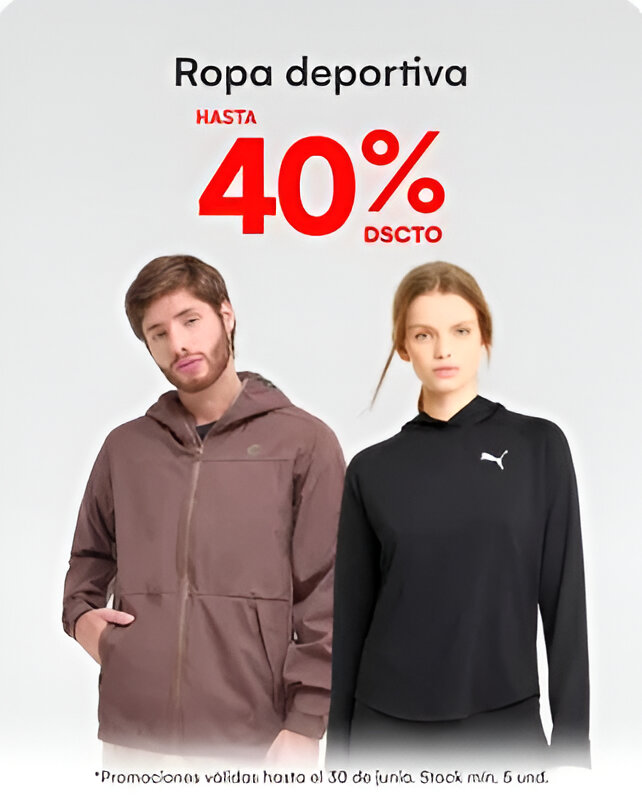 Ropa deportiva
HASTA
40%
DSCTO
*Promociones válidas hasta el 30 de junio. Stock mín. 5 und.